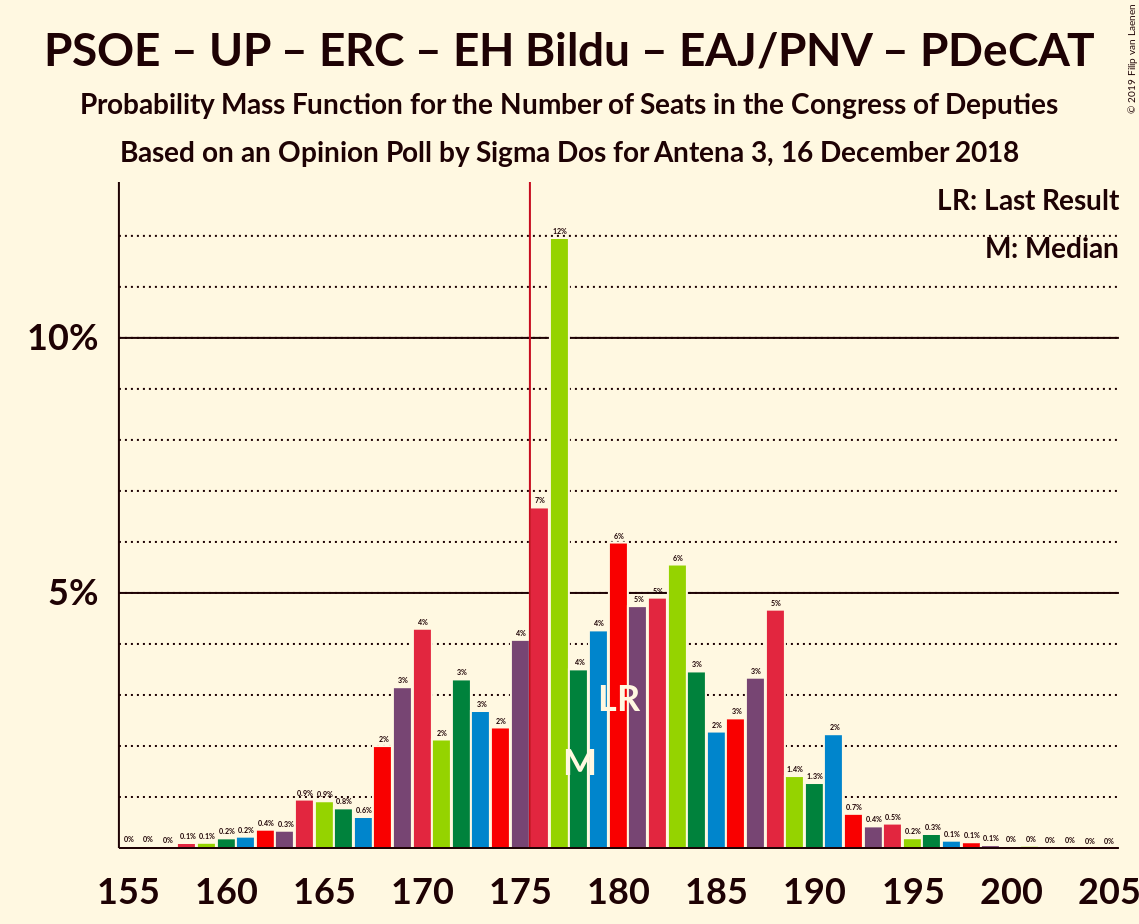 PSOE – UP – ERC – EH Bildu – EAJ/PNV – PDeCAT
Probability Mass Function for the Number of Seats in the Congress of Deputies
Based on an Opinion Poll by Sigma Dos for Antena 3, 16 December 2018
© 2019 Filip van Laenen
LR: Last Result
M: Median
10%
5%
0% 0% 0% 0.1% 0.1% 0.2% 0.2% 0.4% 0.3% 0.9% 0.9% 0.8% 0.6% 2% 3% 4% 2% 3% 3% 2% 4% 7% 12% 4% 4% 6% 5% 5% 6% 3% 2% 3% 3% 5% 1.4% 1.3% 2% 0.7% 0.4% 0.5% 0.2% 0.3% 0.1% 0.1% 0.1% 0% 0% 0% 0% 0% 0%
LR
M
155 160 165 170 175 180 185 190 195 200 205